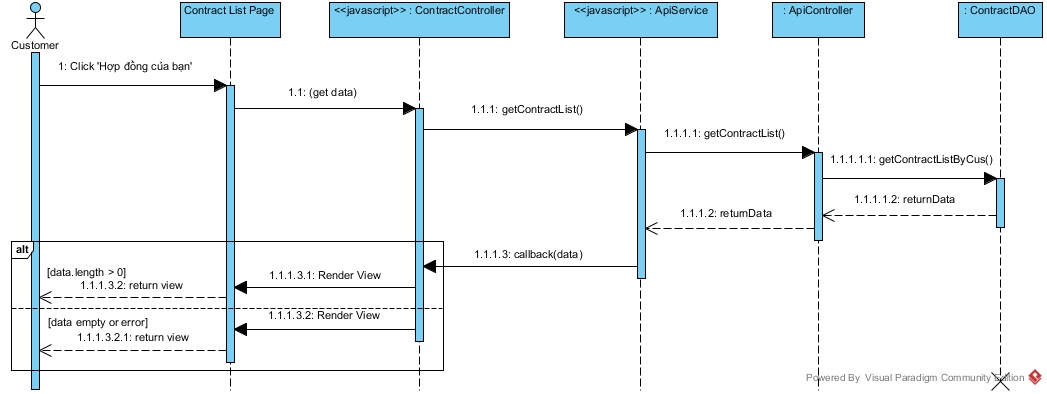 Contract List Page
<<javascript>> : ContractController
<<javascript>> : ApiService
: ApiController
: ContractDAO
Customer
1: Click 'Hợp đồng của bạn'
1.1: (get data)
1.1.1: getContractList()
1.1.1.1: getContractList()
1.1.1.1.1: getContractListByCus()
1.1.1.1.2: returnData
1.1.1.2: returnData
alt
1.1.1.3: callback(data)
[data.length > 0]
1.1.1.3.1: Render View
1.1.1.3.2: return view
1.1.1.3.2: Render View
[data empty or error]
1.1.1.3.2.1: return view
Powered By Visual Paradigm Community Edition